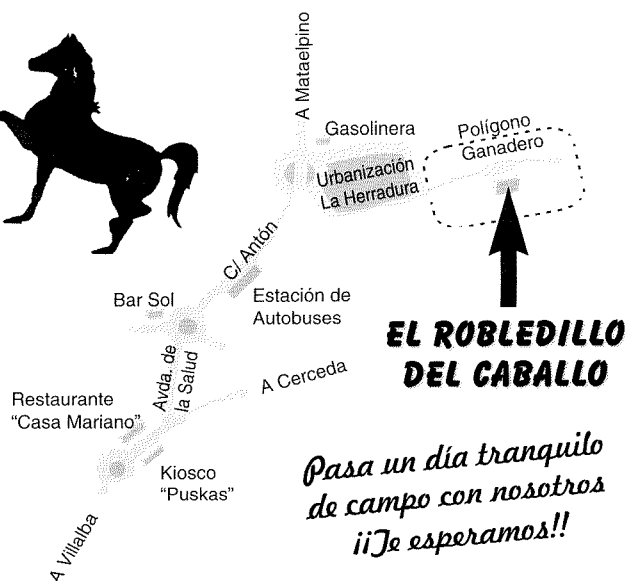 A Mataelpino
Gasolinera
Polígono
Ganadero
Urbanización
La Herradura
C/ Antón
Estación de
Autobuses
Bar Sol
EL ROBLEDILLO
DEL CABALLO
Avda. de
la Salud
A Cerceda
Restaurante
“Casa Mariano”
Kiosco
“Puskas”
A Villalba
Pasa un día tranquilo
de campo con nosotros
¡¡Te esperamos!!